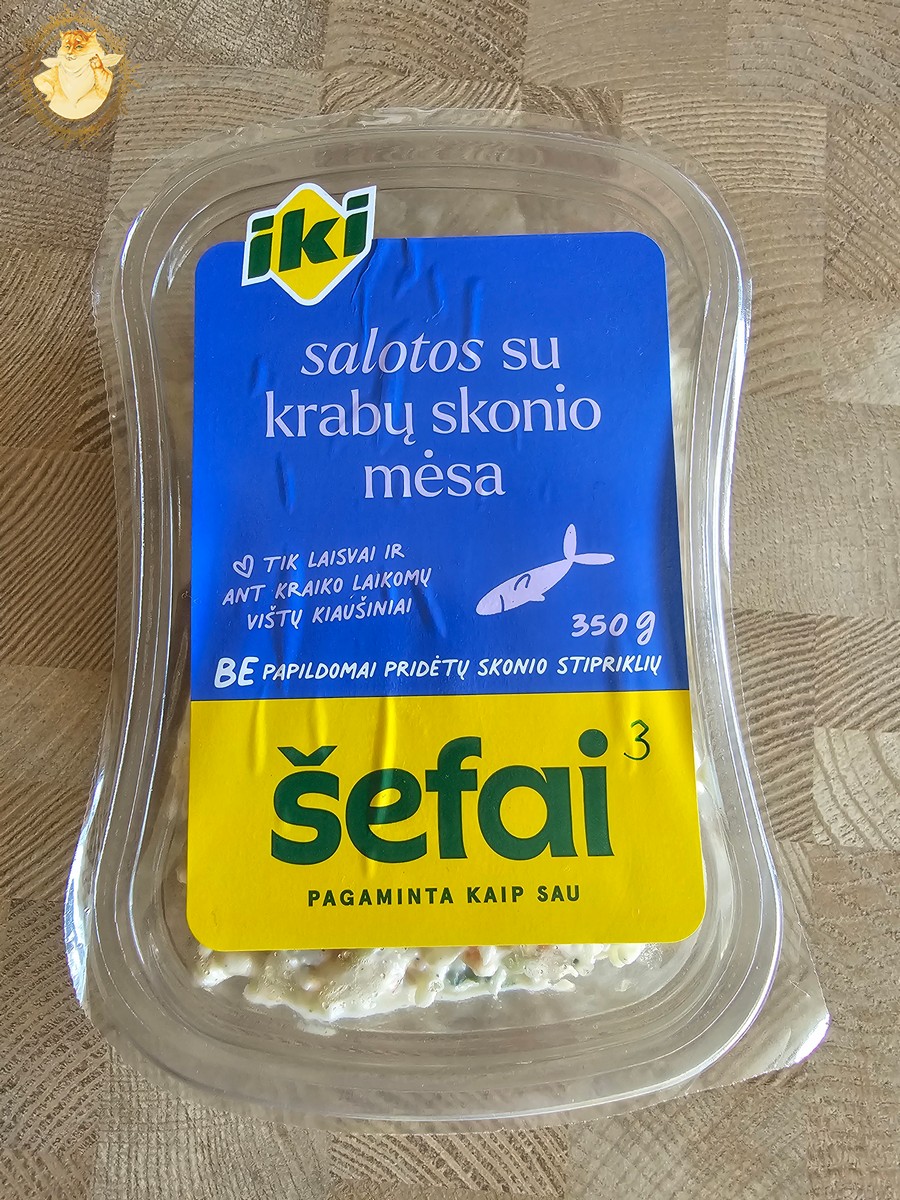 iki
salotos su
krabų skonio
mėsa
TIK LAISVAI IR
ANT KRAIKO LAIKOMŲ
VIŠTŲ KIAUŠINIAI
350 g
BE PAPILDOMAI PRIDĖTŲ SKONIO STIPRIKLIŲ
šefai 3
PAGAMINTA KAIP SAU